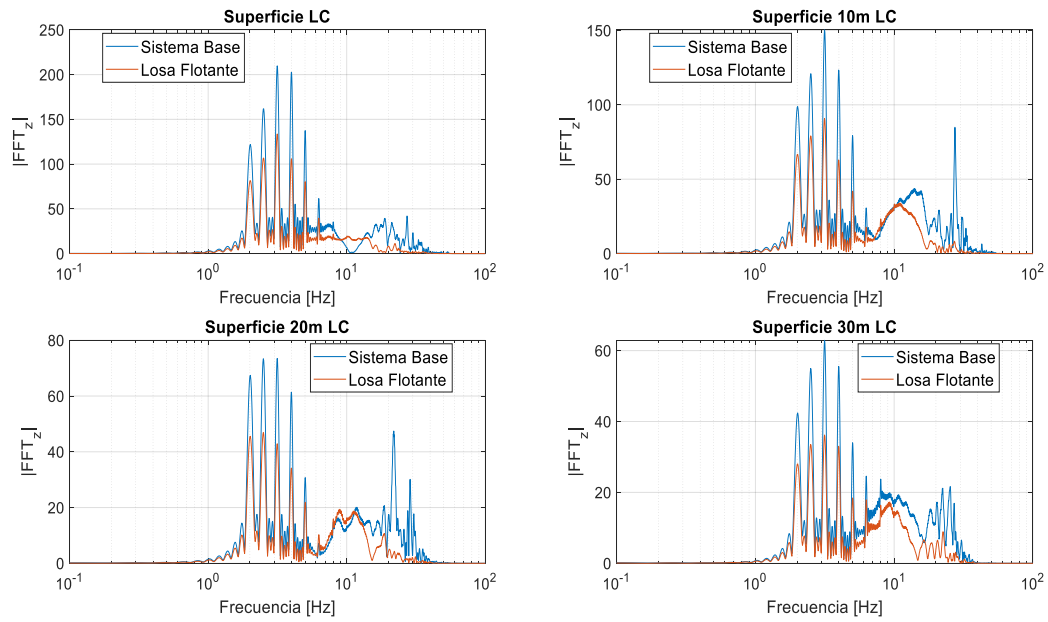 Superficie LC
250
200
150
100
50
0
|FFT_z|
Sistema Base
Losa Flotante
10^-1
10^0
10^1
10^2
Frecuencia [Hz]
Superficie 10m LC
150
100
50
0
|FFT_z|
Sistema Base
Losa Flotante
10^-1
10^0
10^1
10^2
Frecuencia [Hz]
Superficie 20m LC
80
60
40
20
0
|FFT_z|
Sistema Base
Losa Flotante
10^-1
10^0
10^1
10^2
Frecuencia [Hz]
Superficie 30m LC
60
40
20
0
|FFT_z|
Sistema Base
Losa Flotante
10^-1
10^0
10^1
10^2
Frecuencia [Hz]